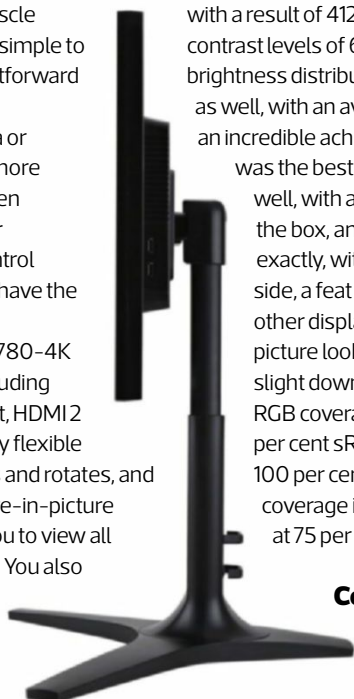 scle
simple to
tforward
a or
more
en
r
trol
have the
780-4K
uding
t, HDMI 2
y flexible
s and rotates, and
re-in-picture
ou to view all
You also
with a result of 412
contrast levels of 6
brightness distribu
as well, with an av
an incredible ach
was the best
well, with a
the box, an
exactly, wit
side, a feat
other displa
picture look
slight down
RGB covera
per cent sR
100 per cen
coverage i
at 75 per
Co